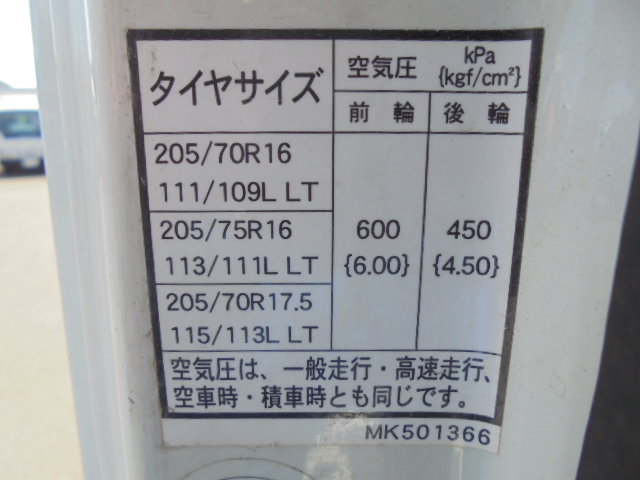 タイヤサイズ
空気圧 kPa
{kgf/cm²}
前輪 後輪
205/70R16
111/109L LT
205/75R16
113/111L LT
205/70R17.5
115/113L LT
600 450
{6.00} {4.50}
空気圧は、一般走行・高速走行、
空車時・積車時とも同じです。
MK501366